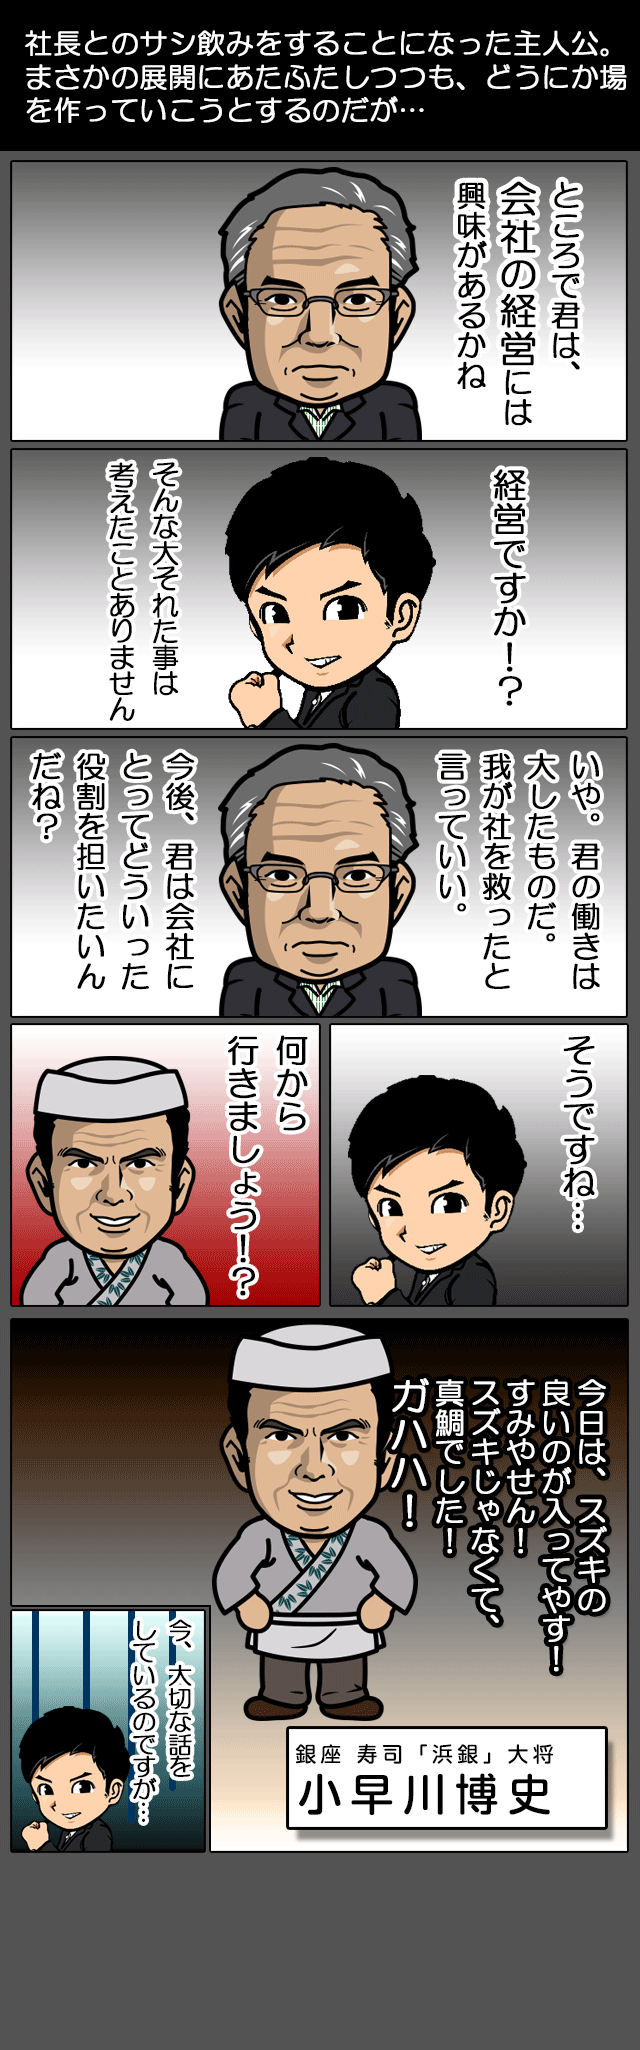 社長とのサシ飲みをすることになった主人公。
まさかの展開にあたふたしつつも、どうにか場
を作っていこうとするのだが…
ところで君は、
会社の経営には
興味があるかね
経営ですか！？
そんな大それた事は
考えたことありません
いや。君の働きは
大したものだ。
我が社を救ったと
言っていい。
今後、君は会社に
とってどういった
役割を担いたいん
だね？
そうですね…
何から
行きましょう！？
今日は、スズキの
良いのが入ってやす！
すみやせん！
スズキじゃなくて、
真鯛でした！
ガハハ！
銀座 寿司「浜銀」大将
小早川博史
今、大切な話を
しているのですが…